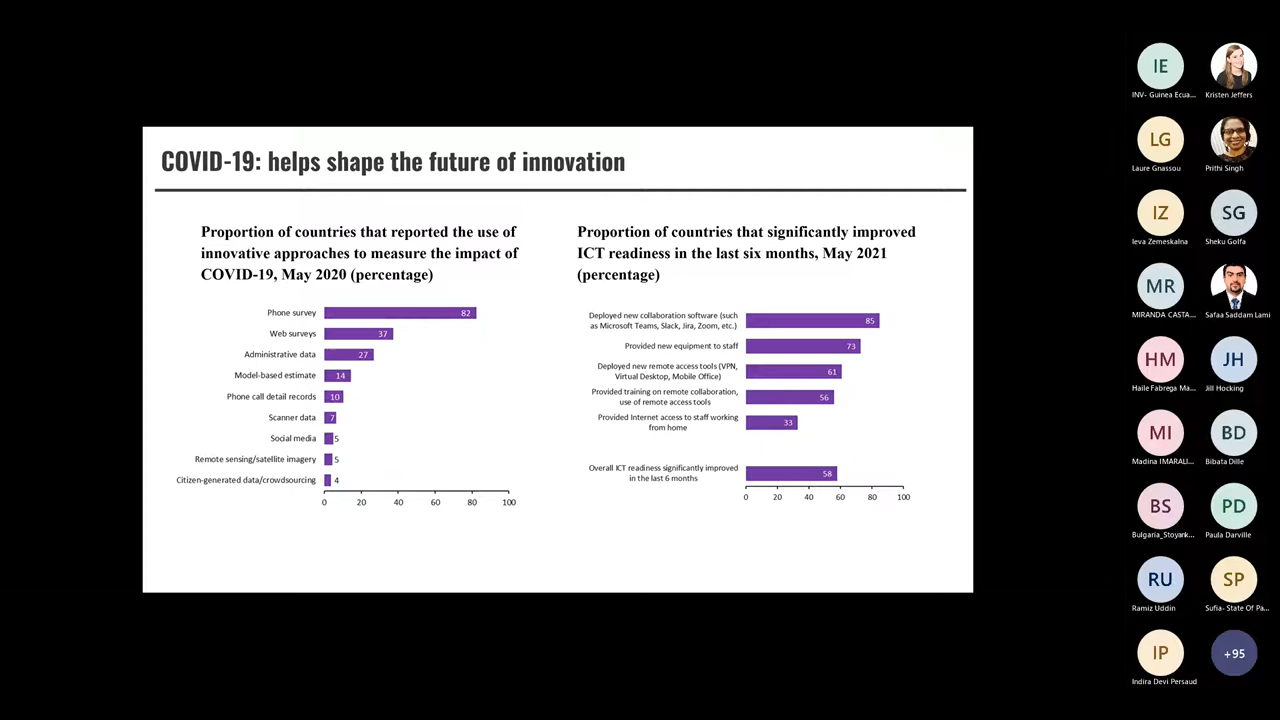 COVID-19: helps shape the future of innovation
Proportion of countries that reported the use of
innovative approaches to measure the impact of
COVID-19, May 2020 (percentage)
Phone survey 82
Web surveys 37
Administrative data 27
Model-based estimate 14
Phone call detail records 10
Scanner data 7
Social media 5
Remote sensing/satellite imagery 5
Citizen-generated data/crowdsourcing 4
0 20 40 60 80 100
Proportion of countries that significantly improved
ICT readiness in the last six months, May 2021
(percentage)
Deployed new collaboration software (such
as Microsoft Teams, Slack, Jira, Zoom, etc.) 85
Provided new equipment to staff 73
Deployed new remote access tools (VPN,
Virtual Desktop, Mobile Office) 61
Provided training on remote collaboration,
use of remote access tools 56
Provided Internet access to staff working
from home 33
Overall ICT readiness significantly improved
in the last 6 months 58
0 20 40 60 80 100
IE
INV- Guinea Ecua...
Kristen Jeffers
LG
Laure Gnassou
Prithi Singh
IZ
Ieva Zemeskalna
SG
Sheku Golfa
MR
MIRANDA CASTA...
Safaa Saddam Lami
HM
Haile Fabrega Ma...
JH
Jill Hocking
MI
Madina IMARALI...
BD
Bibata Dille
BS
Bulgaria_Stoyank...
PD
Paula Darville
RU
Ramiz Uddin
SP
Sufia- State Of Pa...
IP
Indira Devi Persaud
+95